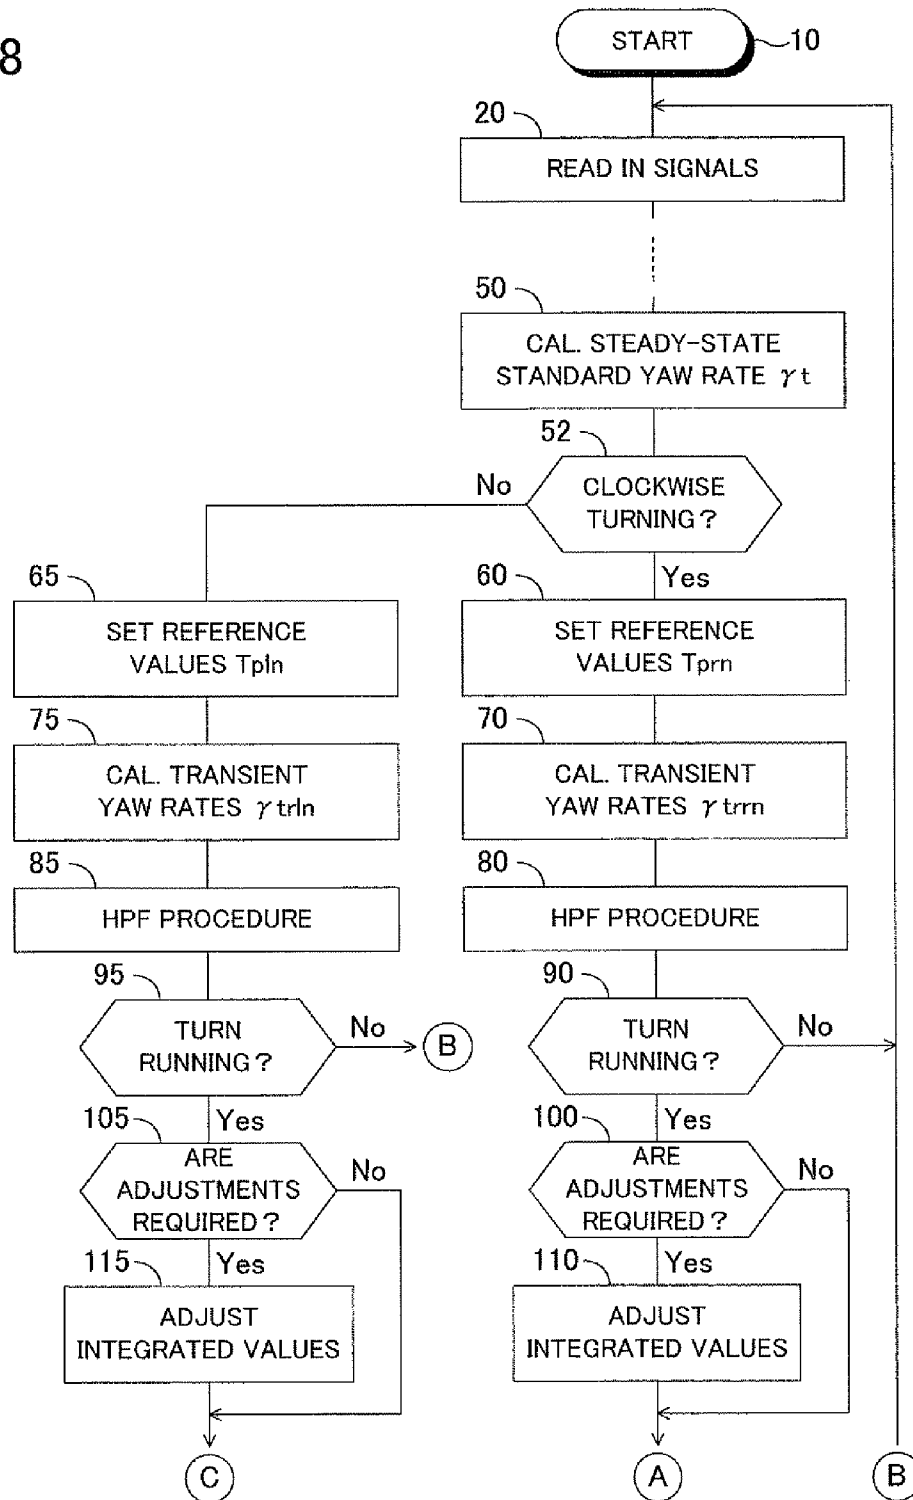 8
START
10
20
READ IN SIGNALS
50
CAL. STEADY-STATE
STANDARD YAW RATE γt
52
CLOCKWISE
TURNING?
No
Yes
65
SET REFERENCE
VALUES Tpln
60
SET REFERENCE
VALUES Tprn
75
CAL. TRANSIENT
YAW RATES γtrln
70
CAL. TRANSIENT
YAW RATES γtrrn
85
HPF PROCEDURE
80
HPF PROCEDURE
95
TURN
RUNNING?
No
B
Yes
90
TURN
RUNNING?
No
Yes
105
ARE
ADJUSTMENTS
REQUIRED?
No
Yes
100
ARE
ADJUSTMENTS
REQUIRED?
No
Yes
115
ADJUST
INTEGRATED VALUES
110
ADJUST
INTEGRATED VALUES
C
A
B